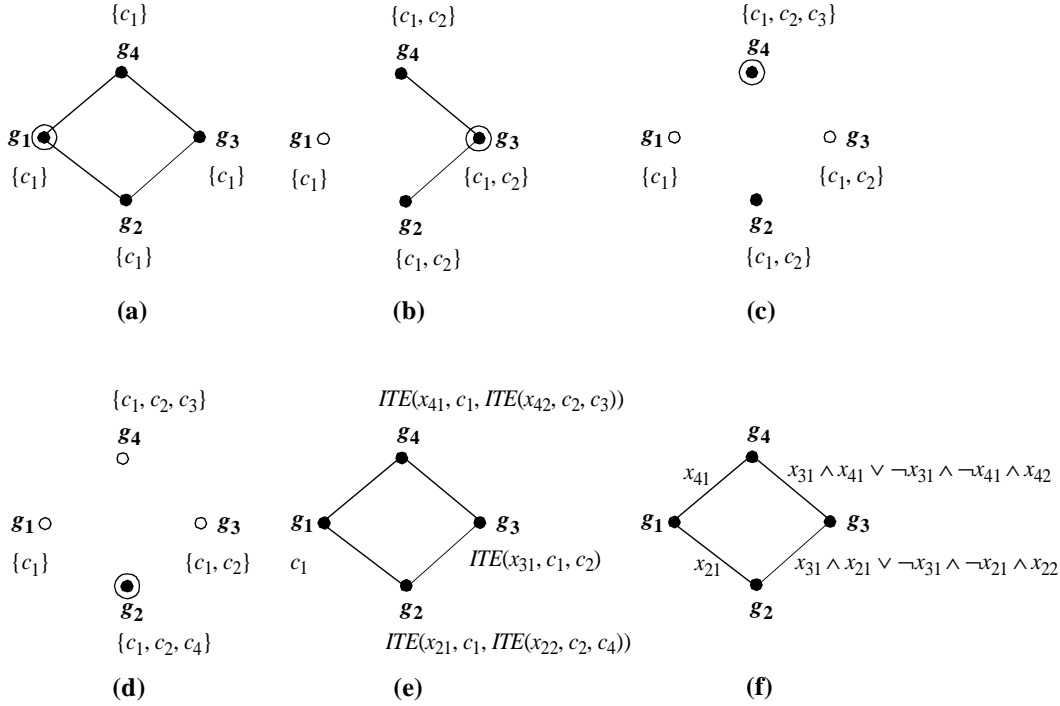 {c1}
g4
g1
g3
{c1}
{c1}
g2
{c1}
(a)
{c1, c2}
g4
g1
g3
{c1}
{c1, c2}
g2
{c1, c2}
(b)
{c1, c2, c3}
g4
g1
g3
{c1}
{c1, c2}
g2
{c1, c2}
(c)
{c1, c2, c3}
g4
g1
g3
{c1}
{c1, c2}
g2
{c1, c2, c4}
(d)
ITE(x41, c1, ITE(x42, c2, c3))
g4
g1
g3
c1
ITE(x31, c1, c2)
g2
ITE(x21, c1, ITE(x22, c2, c4))
(e)
g4
x41
x31 ∧ x41 ∨ ¬x31 ∧ ¬x41 ∧ x42
g1
g3
x21
x31 ∧ x21 ∨ ¬x31 ∧ ¬x21 ∧ x22
g2
(f)